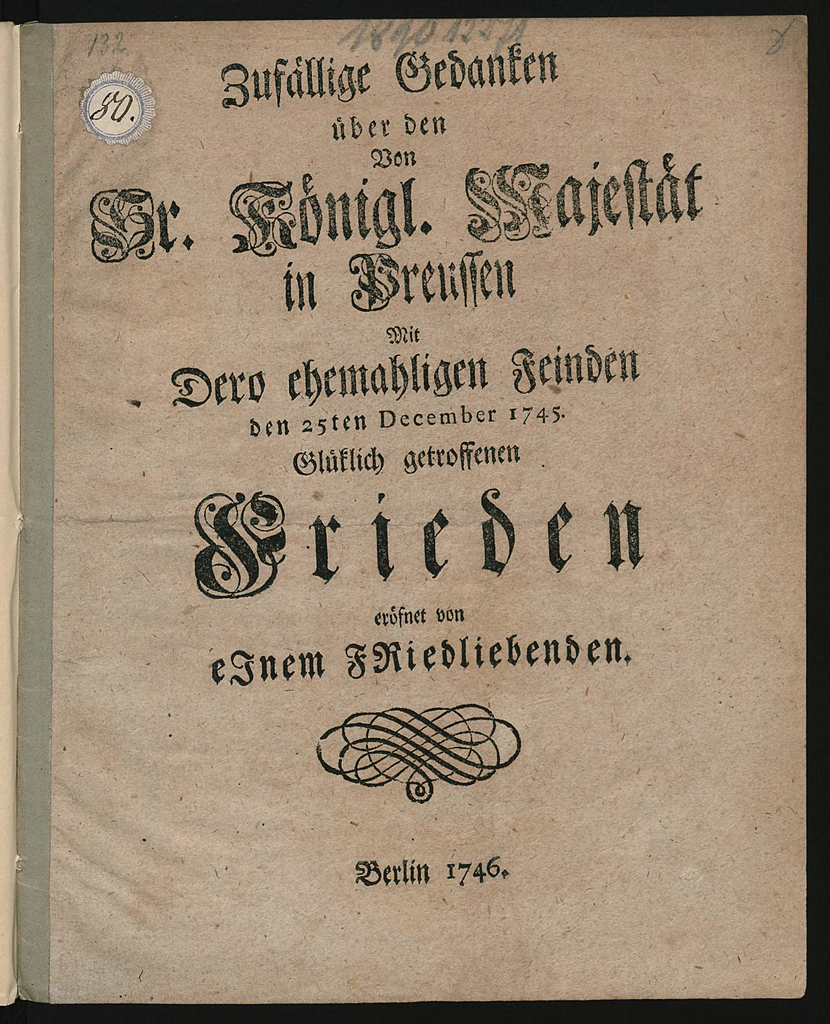 132
80.
Zufällige Gedanken
über den
Von
Sr. Königl. Majestät
in Preussen
Mit
Dero ehemahligen Feinden
den 25ten December 1745.
Glüklich getroffenen
Frieden
eröfnet von
eJnem FRiedliebenden.
Berlin 1746.